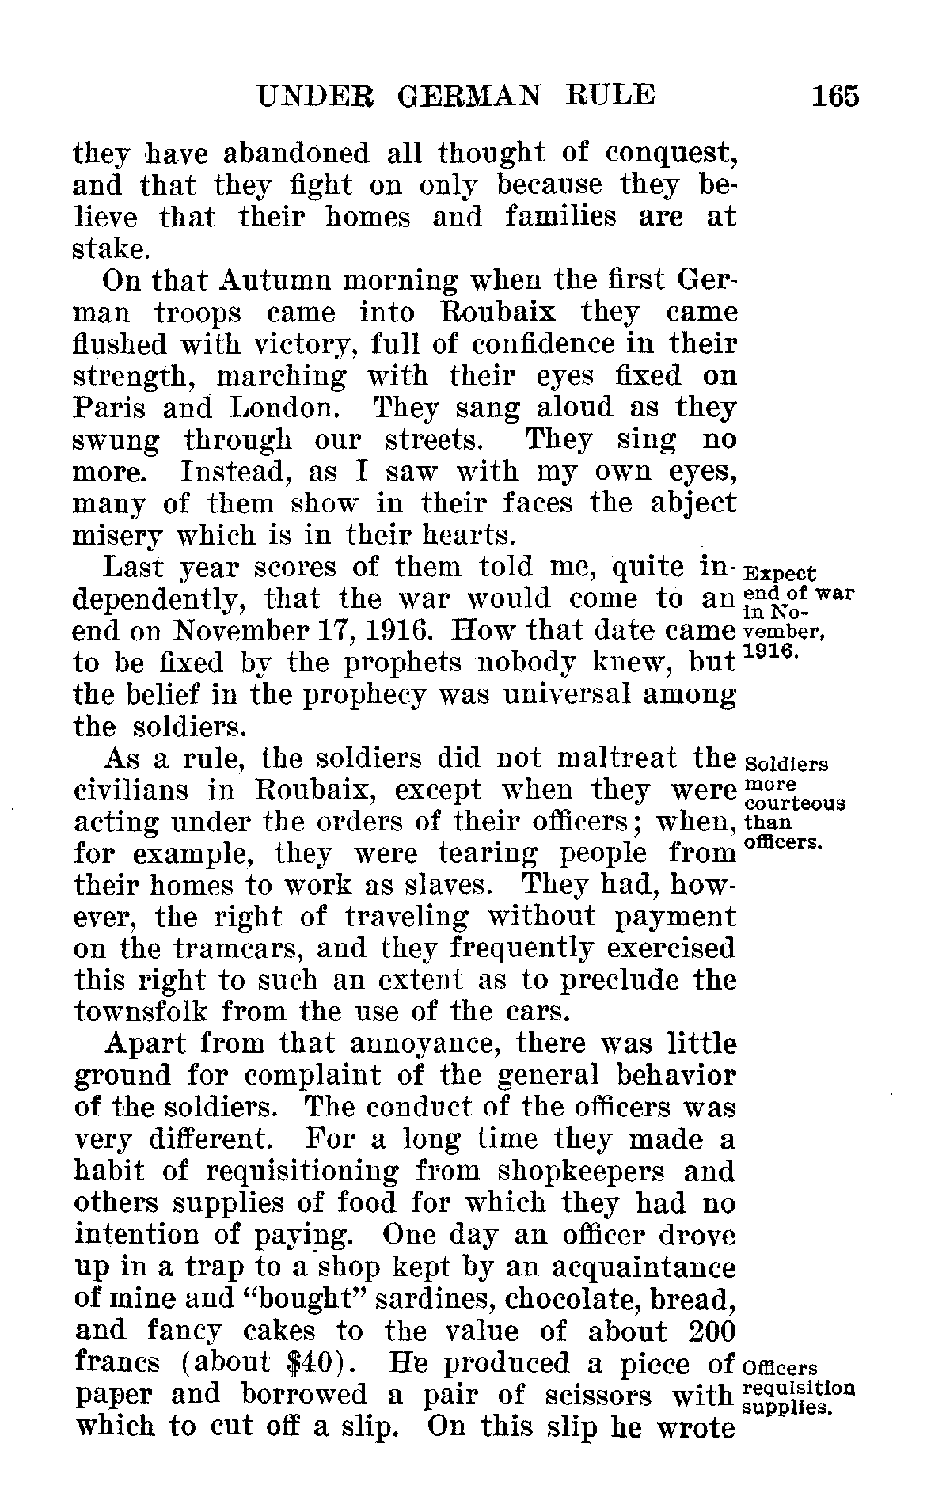 UNDER GERMAN RULE 165
they have abandoned all thought of conquest,
and that they fight on only because they be-
lieve that their homes and families are at
stake.
On that Autumn morning when the first Ger-
man troops came into Roubaix they came
flushed with victory, full of confidence in their
strength, marching with their eyes fixed on
Paris and London. They sang aloud as they
swung through our streets. They sing no
more. Instead, as I saw with my own eyes,
many of them show in their faces the abject
misery which is in their hearts.
Last year scores of them told me, quite in-
dependently, that the war would come to an
end on November 17, 1916. How that date came
to be fixed by the prophets nobody knew, but
the belief in the prophecy was universal among
the soldiers.
Expect
end of war
in No-
vember,
1916.
As a rule, the soldiers did not maltreat the
civilians in Roubaix, except when they were
acting under the orders of their officers; when,
for example, they were tearing people from
their homes to work as slaves. They had, how-
ever, the right of traveling without payment
on the tramcars, and they frequently exercised
this right to such an extent as to preclude the
townsfolk from the use of the cars.
Soldiers
more
courteous
than
officers.
Apart from that annoyance, there was little
ground for complaint of the general behavior
of the soldiers. The conduct of the officers was
very different. For a long time they made a
habit of requisitioning from shopkeepers and
others supplies of food for which they had no
intention of paying. One day an officer drove
up in a trap to a shop kept by an acquaintance
of mine and "bought" sardines, chocolate, bread,
and fancy cakes to the value of about 200
francs (about $40). He produced a piece of
paper and borrowed a pair of scissors with
which to cut off a slip. On this slip he wrote
Officers
requisition
supplies.